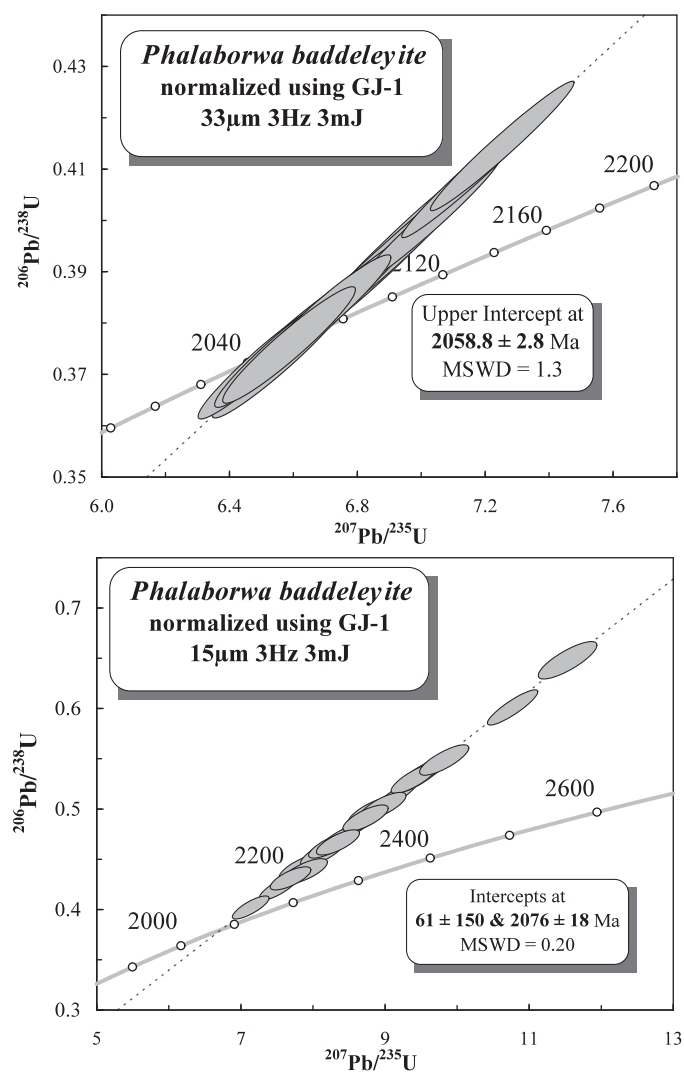 Phalaborwa baddeleyite
normalized using GJ-1
33µm 3Hz 3mJ
0.43
0.41
0.39
0.37
0.35
²⁰⁶Pb/²³⁸U
2200
2160
2120
2040
Upper Intercept at
2058.8 ± 2.8 Ma
MSWD = 1.3
6.0 6.4 6.8 7.2 7.6
²⁰⁷Pb/²³⁵U
Phalaborwa baddeleyite
normalized using GJ-1
15µm 3Hz 3mJ
0.7
0.6
0.5
0.4
0.3
²⁰⁶Pb/²³⁸U
2600
2400
2200
2000
Intercepts at
61 ± 150 & 2076 ± 18 Ma
MSWD = 0.20
5 7 9 11 13
²⁰⁷Pb/²³⁵U